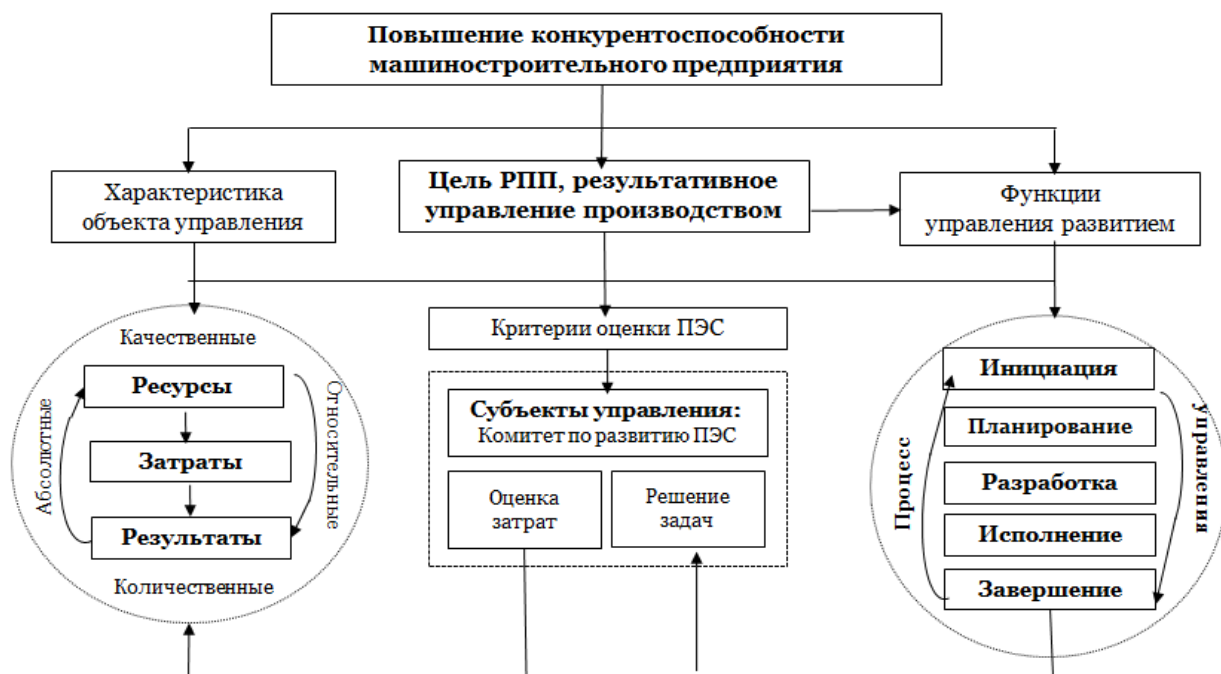 Повышение конкурентоспособности
машиностроительного предприятия
Характеристика
объекта управления
Цель РПП, результативное
управление производством
Функции
управления развитием
Качественные
Ресурсы
Затраты
Результаты
Количественные
Абсолютные
Относительные
Критерии оценки ПЭС
Субъекты управления:
Комитет по развитию ПЭС
Оценка
затрат
Решение
задач
Инициация
Планирование
Разработка
Исполнение
Завершение
Процесс
управления